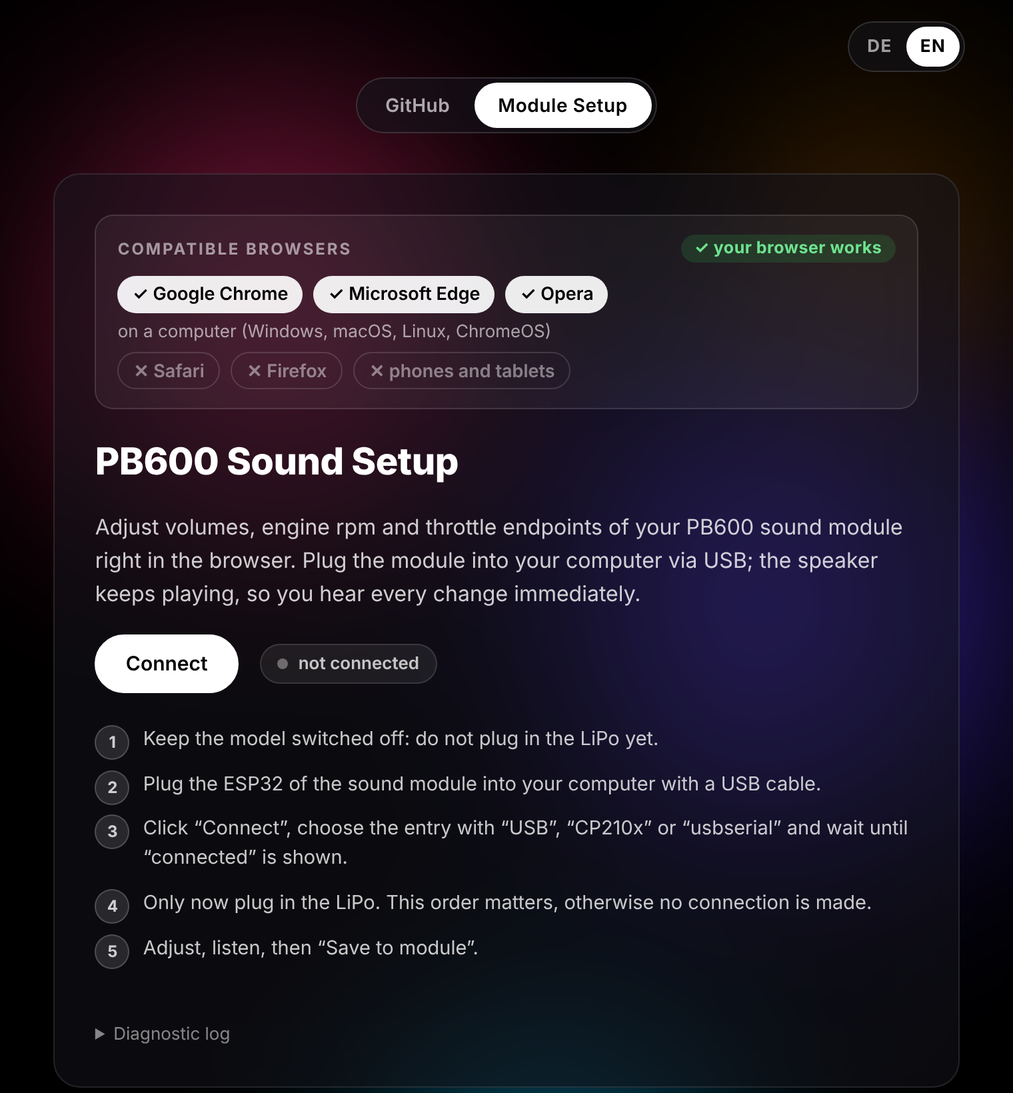 DE EN
GitHub Module Setup
COMPATIBLE BROWSERS ✓ your browser works
✓ Google Chrome ✓ Microsoft Edge ✓ Opera
on a computer (Windows, macOS, Linux, ChromeOS)
✕ Safari ✕ Firefox ✕ phones and tablets
PB600 Sound Setup
Adjust volumes, engine rpm and throttle endpoints of your PB600 sound module
right in the browser. Plug the module into your computer via USB; the speaker
keeps playing, so you hear every change immediately.
Connect not connected
1 Keep the model switched off: do not plug in the LiPo yet.
2 Plug the ESP32 of the sound module into your computer with a USB cable.
3 Click “Connect”, choose the entry with “USB”, “CP210x” or “usbserial” and wait until
“connected” is shown.
4 Only now plug in the LiPo. This order matters, otherwise no connection is made.
5 Adjust, listen, then “Save to module”.
▶ Diagnostic log